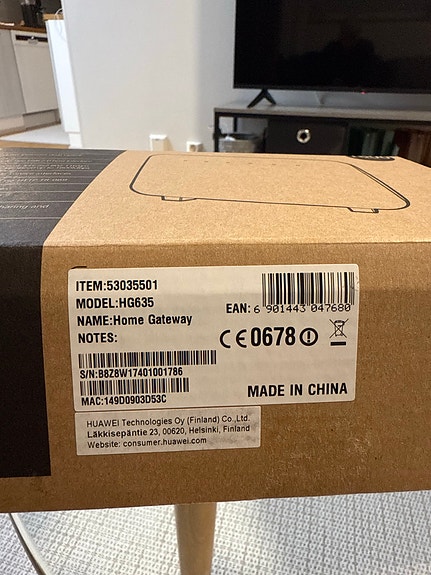 ITEM:53035501
MODEL:HG635
NAME:Home Gateway
NOTES:
EAN: 6 901443 047680
CE0678
S/N:B8Z8W17401001786
MAC:149D0903D53C
MADE IN CHINA
HUAWEI Technologies Oy (Finland) Co.,Ltd.
Läkkisepäntie 23, 00620, Helsinki, Finland
Website: consumer.huawei.com